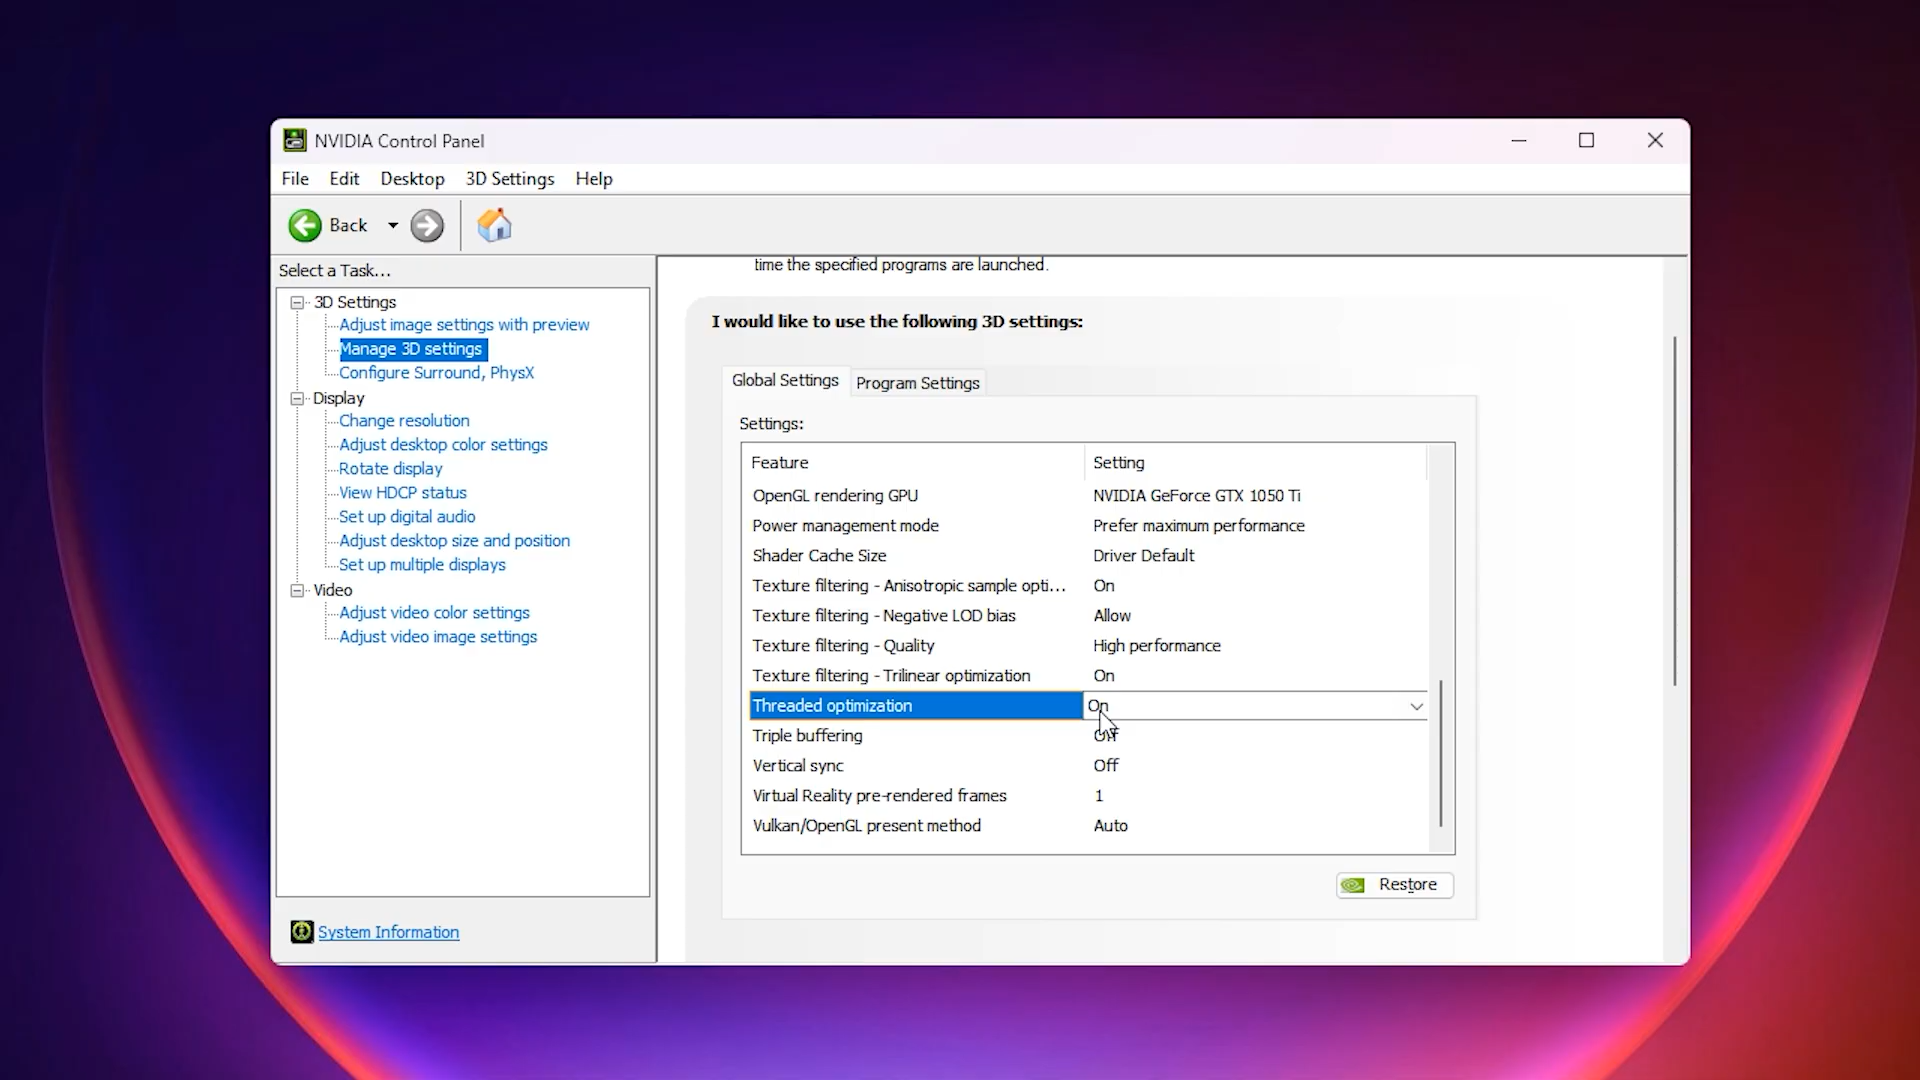 NVIDIA Control Panel
File Edit Desktop 3D Settings Help
Back
Select a Task...
3D Settings
Adjust image settings with preview
Manage 3D settings
Configure Surround, PhysX
Display
Change resolution
Adjust desktop color settings
Rotate display
View HDCP status
Set up digital audio
Adjust desktop size and position
Set up multiple displays
Video
Adjust video color settings
Adjust video image settings
System Information
time the specified programs are launched.
I would like to use the following 3D settings:
Global Settings Program Settings
Settings:
Feature Setting
OpenGL rendering GPU NVIDIA GeForce GTX 1050 Ti
Power management mode Prefer maximum performance
Shader Cache Size Driver Default
Texture filtering - Anisotropic sample opti... On
Texture filtering - Negative LOD bias Allow
Texture filtering - Quality High performance
Texture filtering - Trilinear optimization On
Threaded optimization On
Triple buffering Off
Vertical sync Off
Virtual Reality pre-rendered frames 1
Vulkan/OpenGL present method Auto
Restore